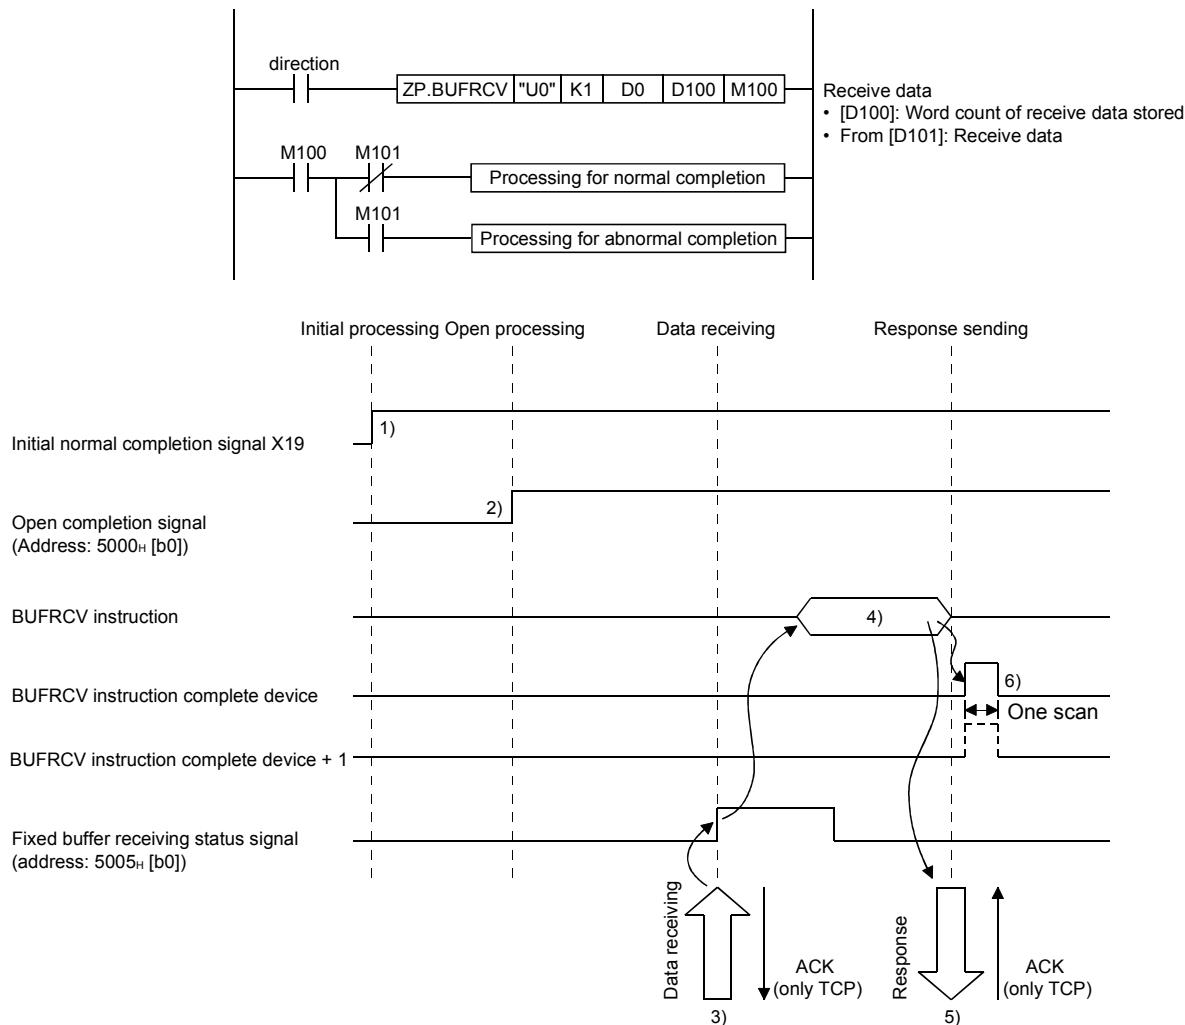 direction
ZP.BUFRCV "U0" K1 D0 D100 M100
Receive data
• [D100]: Word count of receive data stored
• From [D101]: Receive data
M100 M101
Processing for normal completion
M101
Processing for abnormal completion
Initial processing Open processing Data receiving Response sending
1)
Initial normal completion signal X19
2)
Open completion signal
(Address: 5000H [b0])
BUFRCV instruction
4)
BUFRCV instruction complete device
6)
One scan
BUFRCV instruction complete device + 1
Fixed buffer receiving status signal
(address: 5005H [b0])
Data receiving
ACK
(only TCP)
3)
Response
ACK
(only TCP)
5)